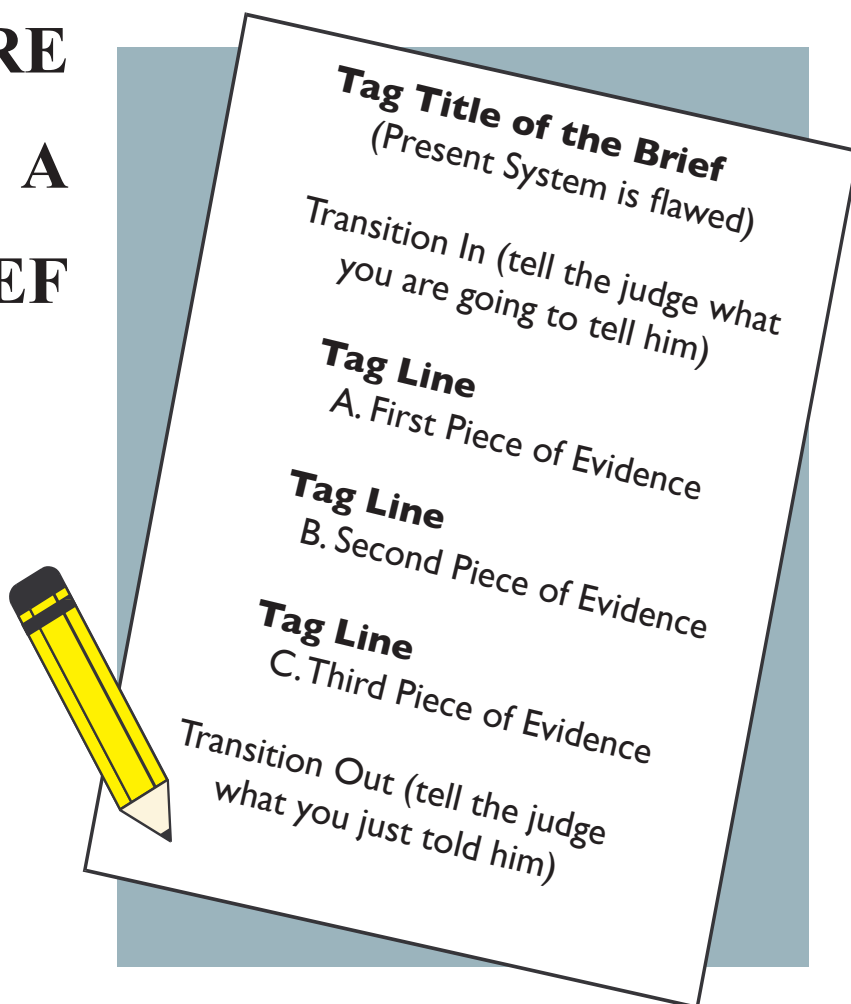 RE
A
EF
Tag Title of the Brief
(Present System is flawed)
Transition In (tell the judge what
you are going to tell him)
Tag Line
A. First Piece of Evidence
Tag Line
B. Second Piece of Evidence
Tag Line
C. Third Piece of Evidence
Transition Out (tell the judge
what you just told him)